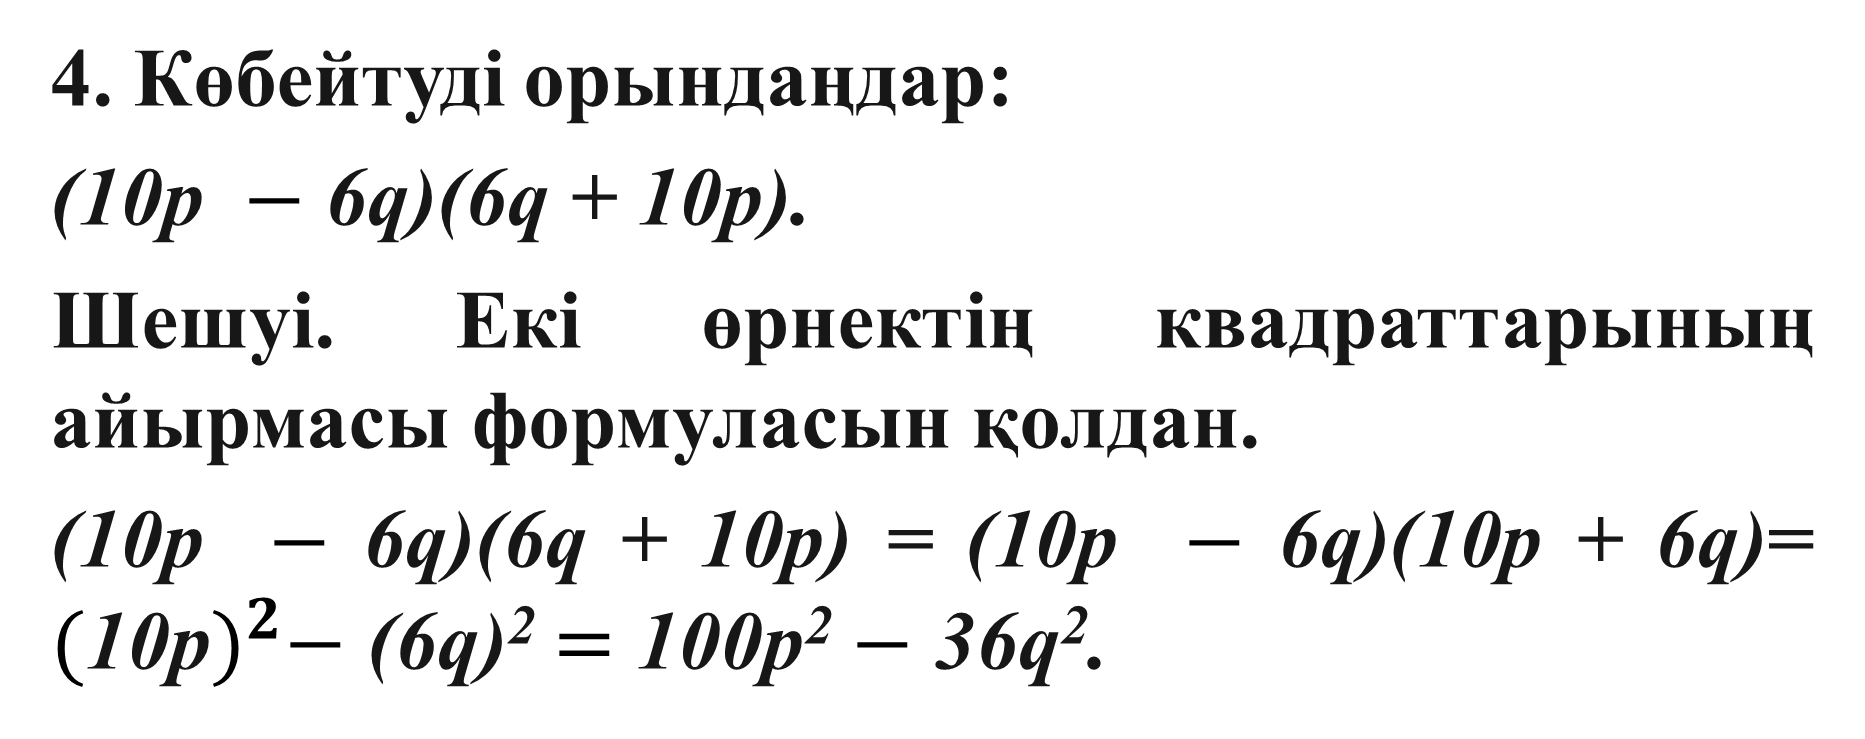 4. Көбейтуді орындаңдар:
(10p – 6q)(6q + 10p).
Шешуі. Екі өрнектің квадраттарының
айырмасы формуласын қолдан.
(10p – 6q)(6q + 10p) = (10p – 6q)(10p + 6q)=
(10p)² – (6q)² = 100p² – 36q².